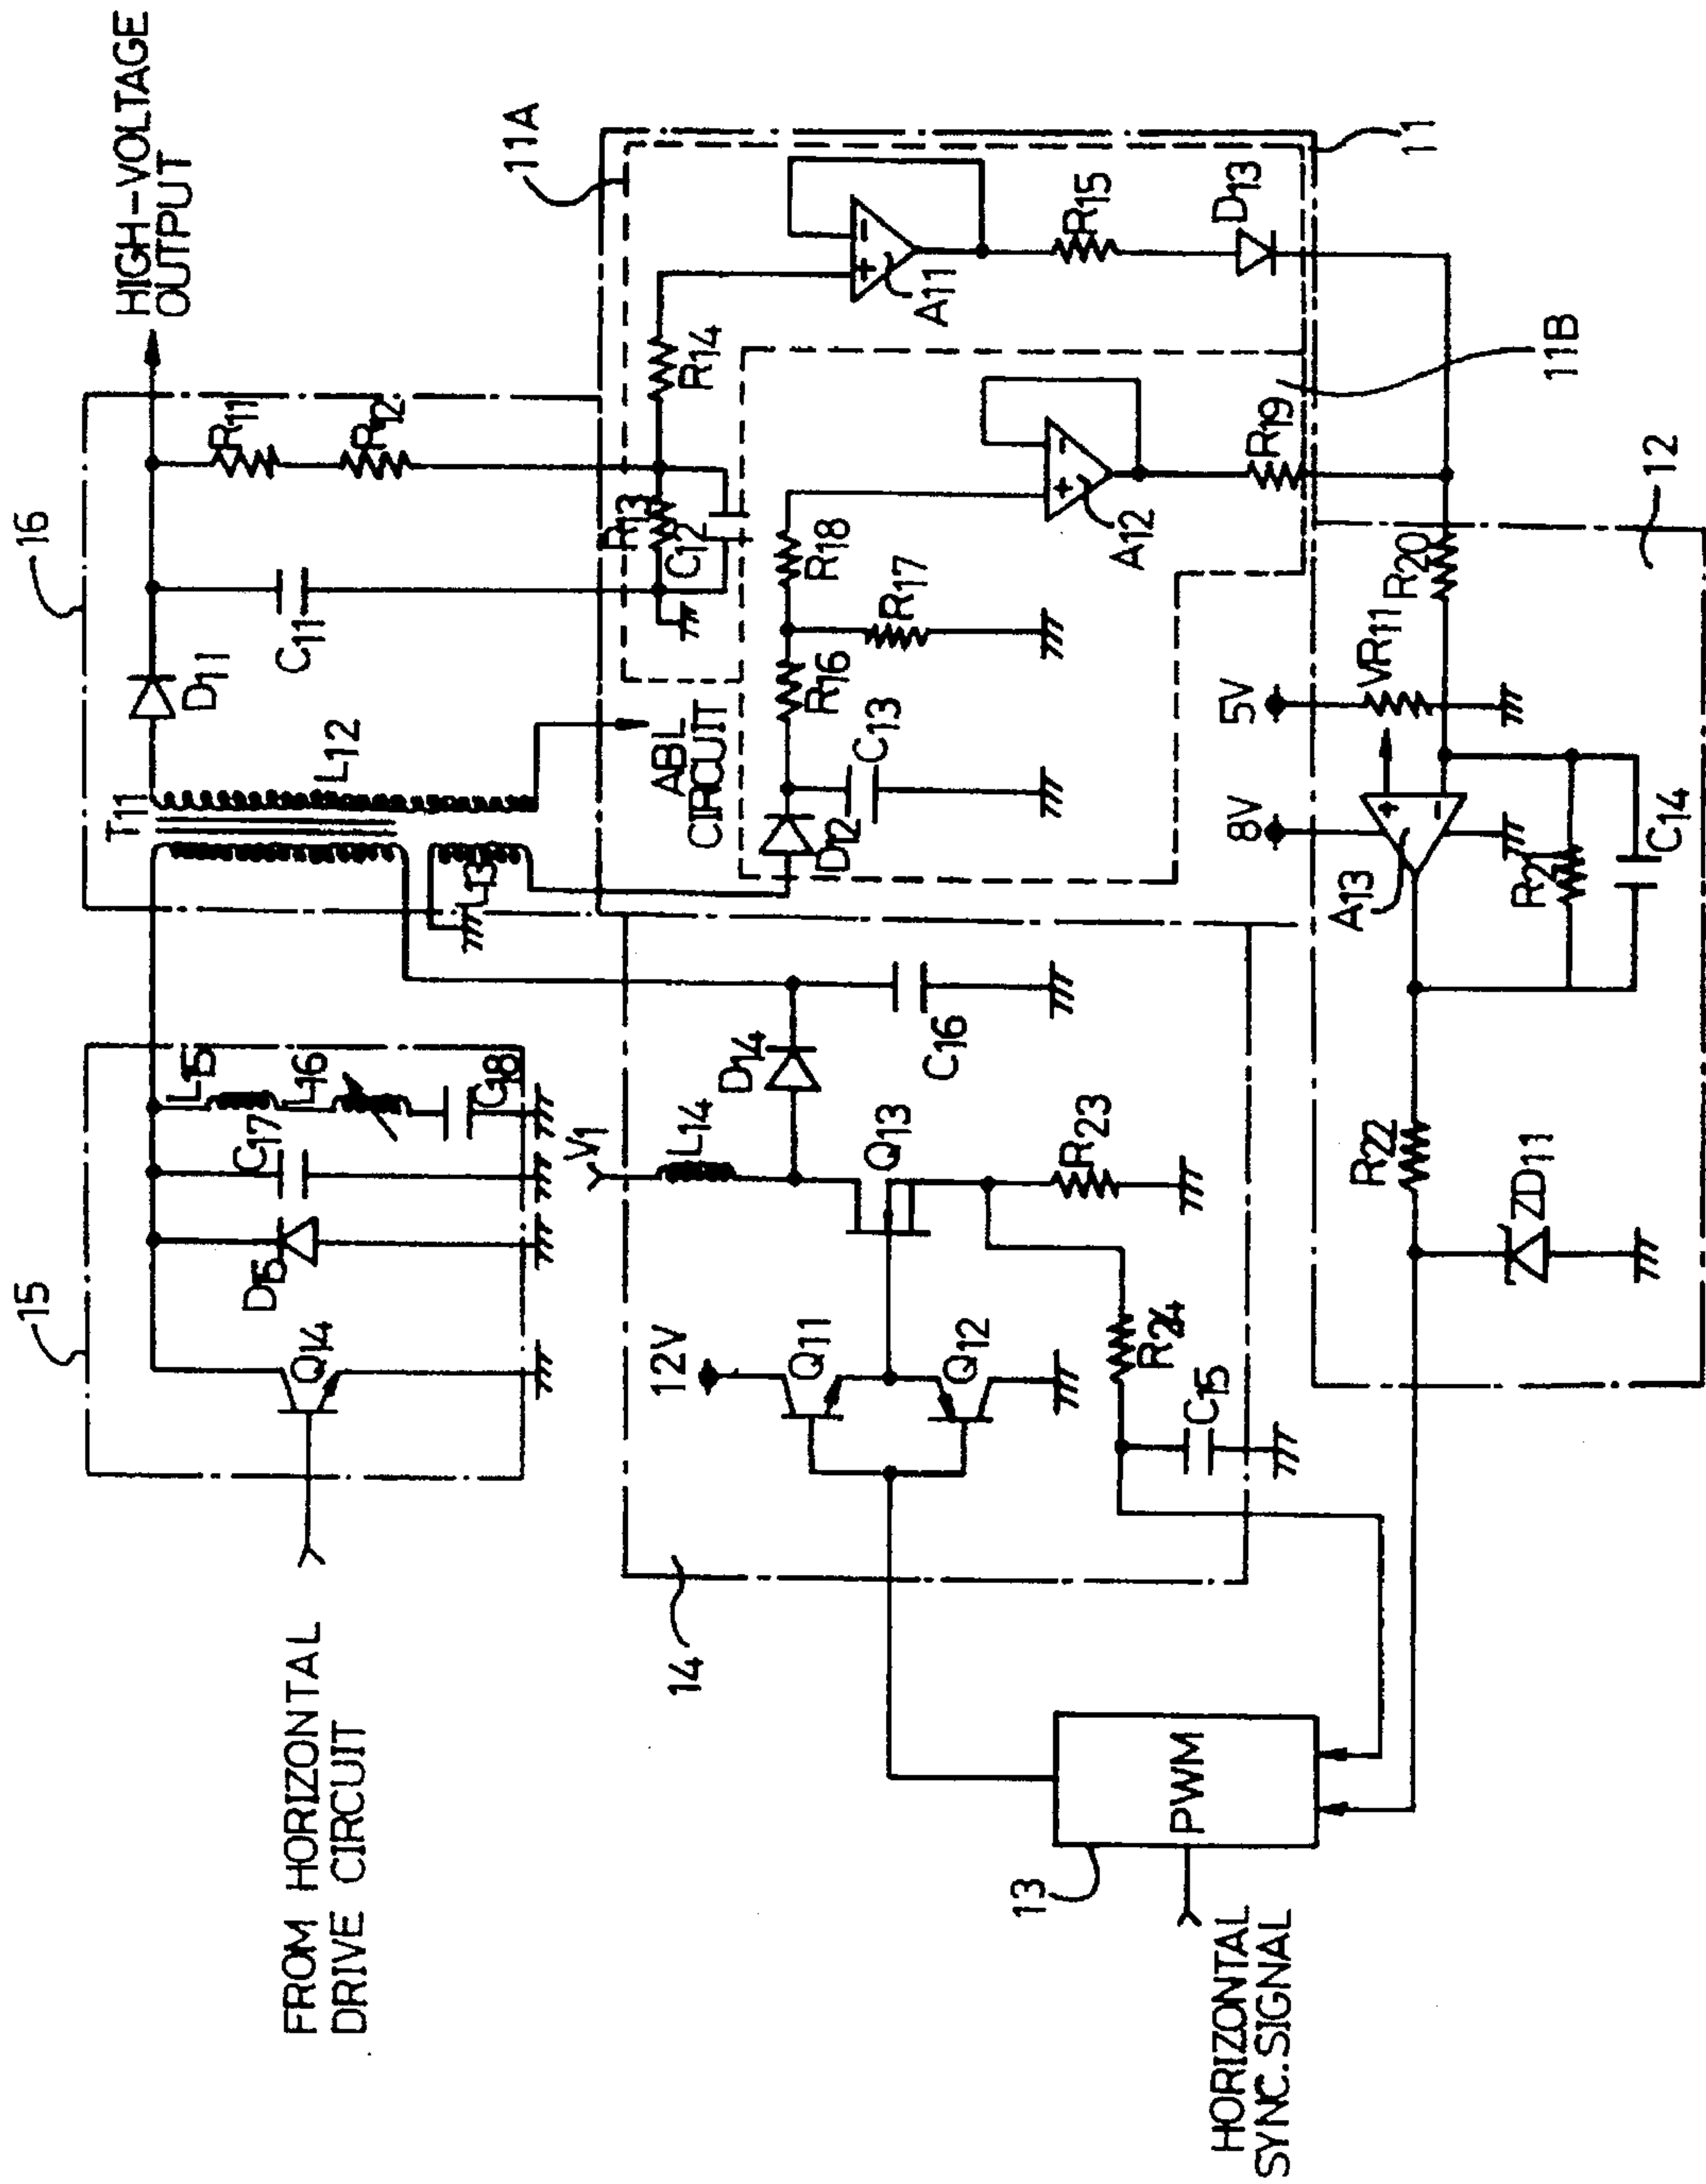 HIGH-VOLTAGE
OUTPUT
16
T11
L12
D11
C11
R11
R12
L13
ABL
CIRCUIT
11A
R13
C12
R14
A11
+
-
R15
D13
D12
C13
R16
R17
R18
A12
+
-
R19
11B
11
15
Q14
D5
C17
L15
L16
C18
FROM HORIZONTAL
DRIVE CIRCUIT
14
V1
L14
D14
C16
12V
Q11
Q12
Q13
R23
R24
C15
12
R20
5V
VR11
8V
A13
+
-
R21
C14
R22
ZD11
13
PWM
HORIZONTAL
SYNC.SIGNAL